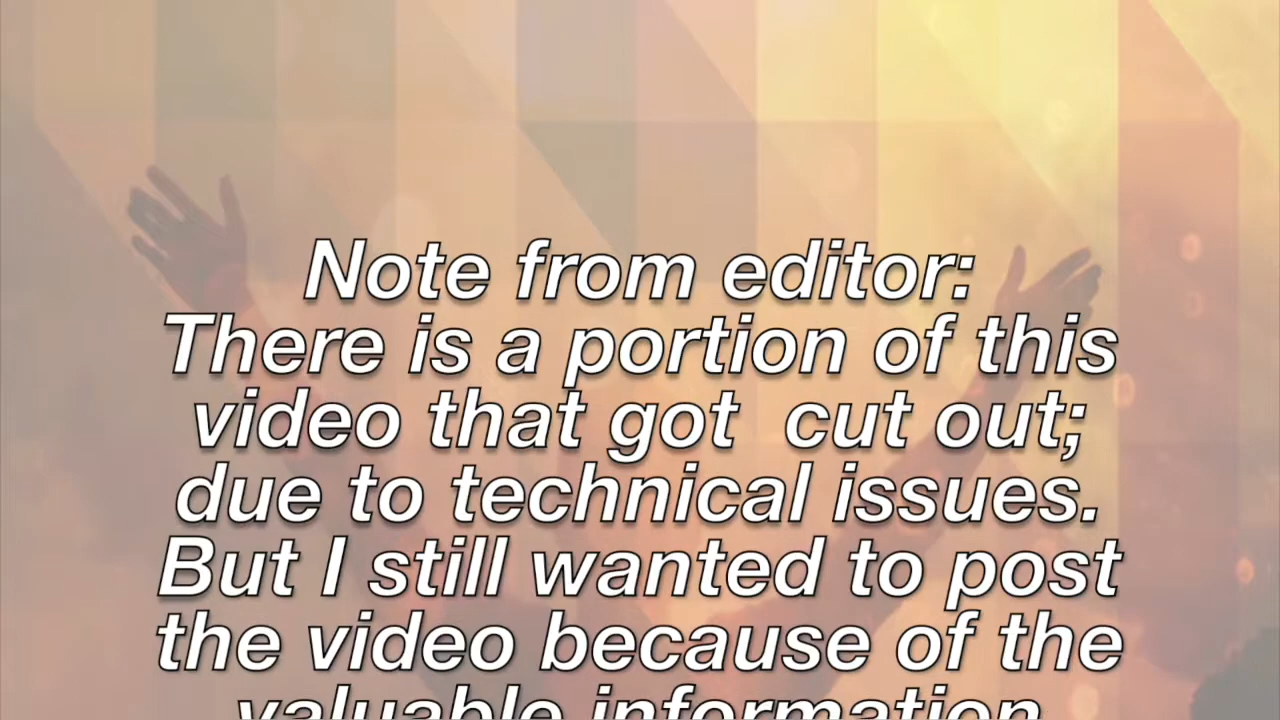 Note from editor:
There is a portion of this
video that got  cut out;
due to technical issues.
But I still wanted to post
the video because of the
valuable information